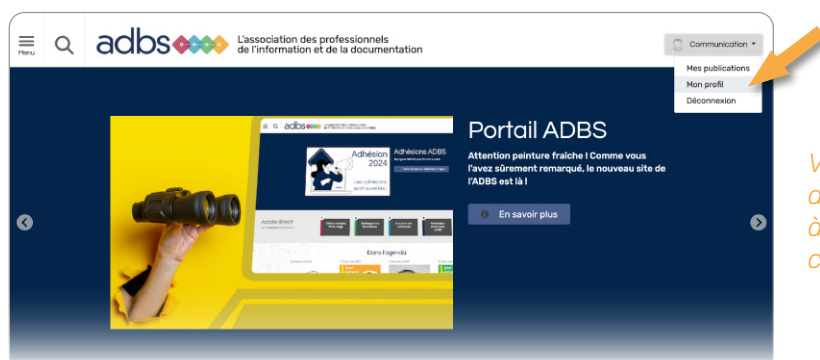 Menu
adbs
L'association des professionnels
de l'information et de la documentation
Communication
Mes publications
Mon profil
Déconnexion
adbs
Adhésion
2024
Les adhésions
sont ouvertes !
Adhésions ADBS
Accès direct
Dans l'agenda
Portail ADBS
Attention peinture fraîche ! Comme vous
l'avez sûrement remarqué, le nouveau site de
l'ADBS est là !
En savoir plus
V
à
c